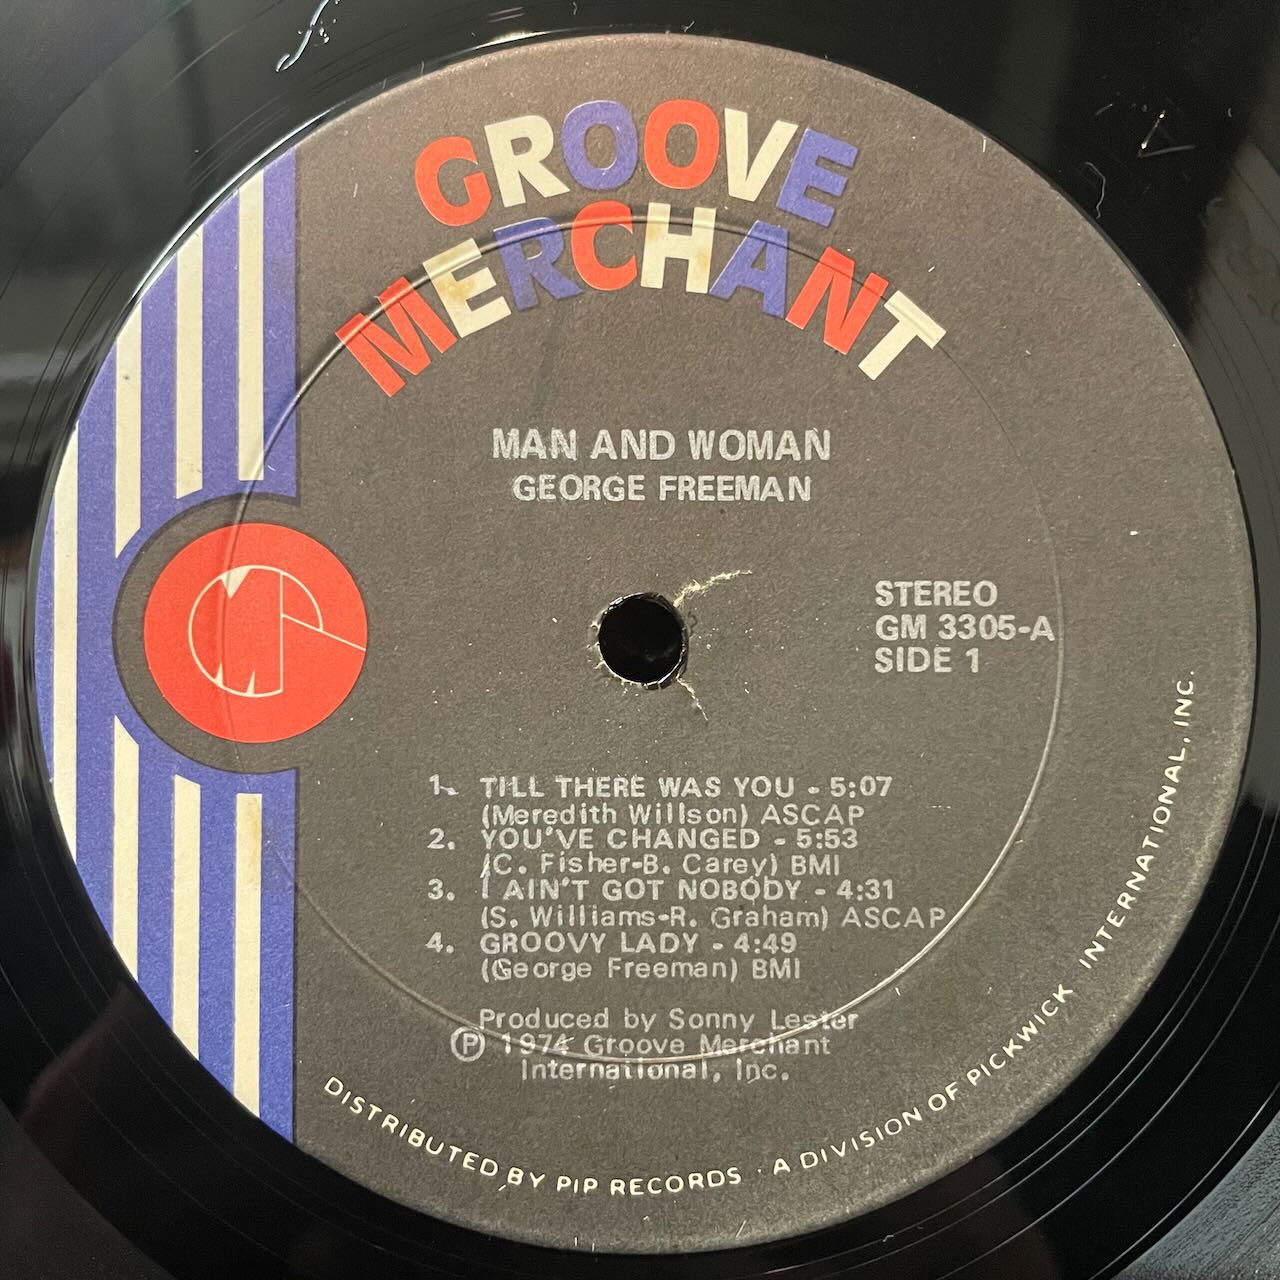 GROOVE
MERCHANT
MAN AND WOMAN
GEORGE FREEMAN
STEREO
GM 3305-A
SIDE 1
1. TILL THERE WAS YOU - 5:07
(Meredith Willson) ASCAP
2. YOU'VE CHANGED - 5:53
(C. Fisher-B. Carey) BMI
3. I AIN'T GOT NOBODY - 4:31
(S. Williams-R. Graham) ASCAP
4. GROOVY LADY - 4:49
(George Freeman) BMI
Produced by Sonny Lester
Ⓟ 1974 Groove Merchant
International, Inc.
DISTRIBUTED BY PIP RECORDS · A DIVISION OF PICKWICK INTERNATIONAL, INC.